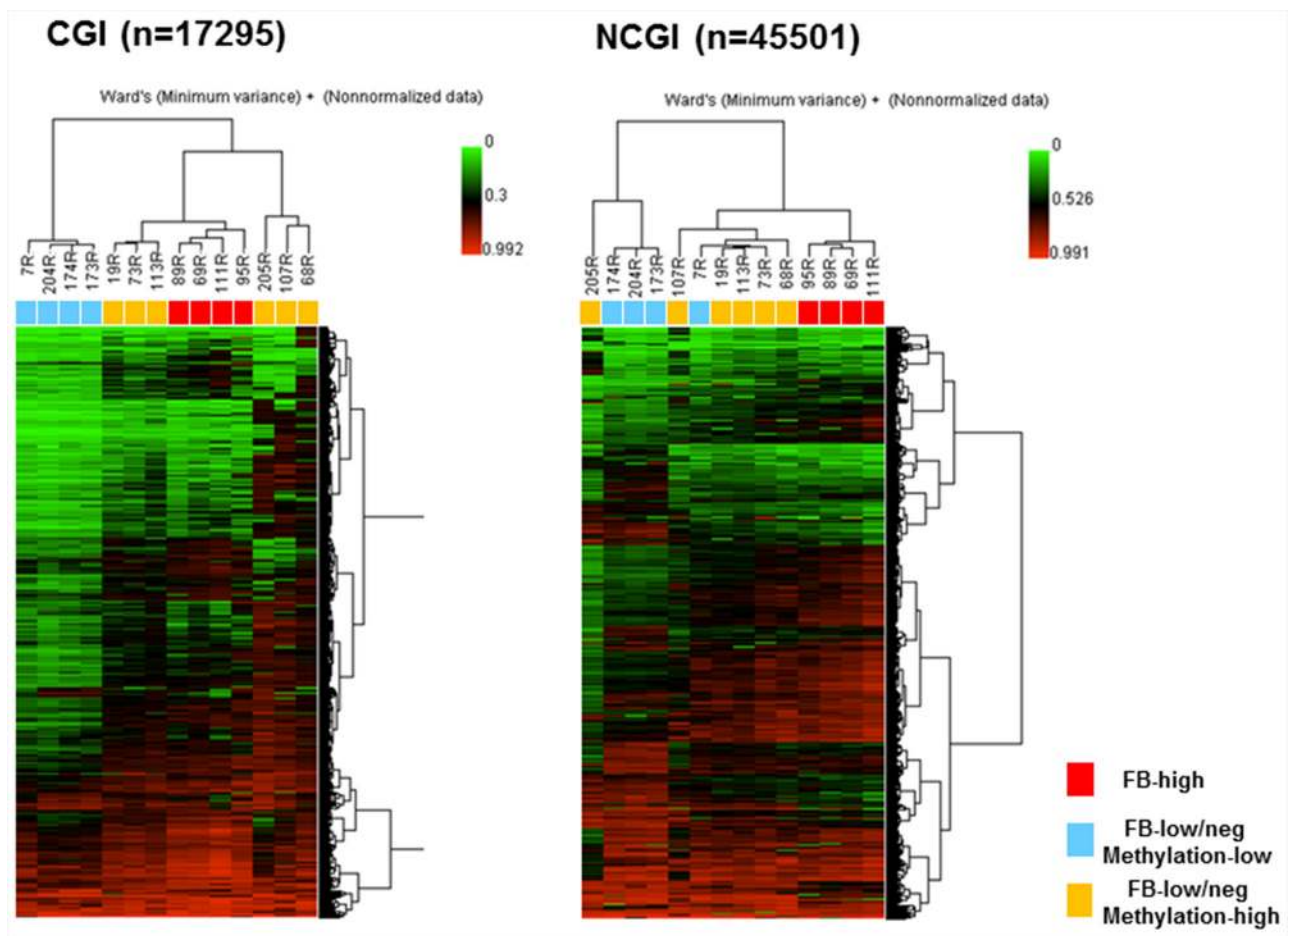 CGI (n=17295)
NCGI (n=45501)
Ward's (Minimum variance) + (Nonnormalized data)
Ward's (Minimum variance) + (Nonnormalized data)
0
0.3
0.992
0
0.526
0.991
7R
204R
174R
173R
19R
73R
113R
89R
69R
111R
95R
205R
107R
68R
205R
174R
204R
173R
107R
7R
19R
113R
73R
68R
95R
89R
69R
111R
FB-high
FB-low/neg
Methylation-low
FB-low/neg
Methylation-high